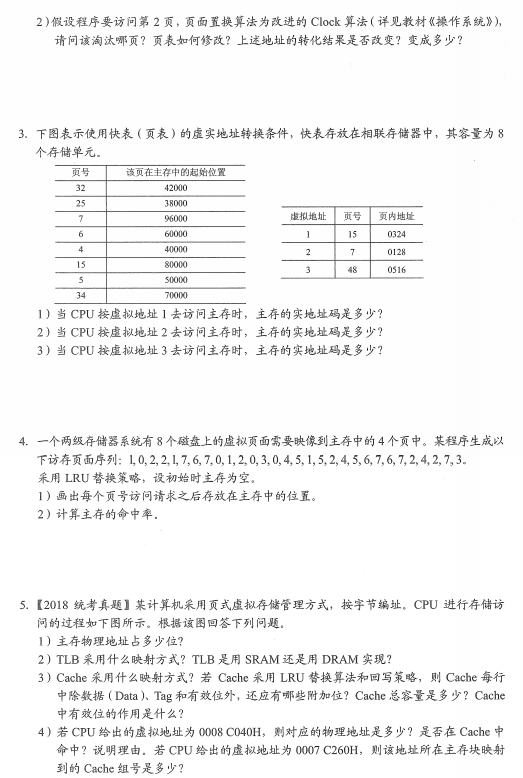 2)假设程序要访问第 2 页,页面置换算法为改进的 Clock 算法(详见教材《操作系统》),
请问该淘汰哪页?页表如何修改?上述地址的转化结果是否改变?变成多少?
3. 下图表示使用快表(页表)的虚实地址转换条件,快表存放在相联存储器中,其容量为 8
个存储单元。
页号 该页在主存中的起始位置
32 42000
25 38000
7 96000
6 60000
4 40000
15 80000
5 50000
34 70000
虚拟地址 页号 页内地址
1 15 0324
2 7 0128
3 48 0516
1)当 CPU 按虚拟地址 1 去访问主存时,主存的实地址码是多少?
2)当 CPU 按虚拟地址 2 去访问主存时,主存的实地址码是多少?
3)当 CPU 按虚拟地址 3 去访问主存时,主存的实地址码是多少?
4. 一个两级存储器系统有 8 个磁盘上的虚拟页面需要映像到主存中的 4 个页中。某程序生成以
下访存页面序列:1, 0, 2, 2, 1, 7, 6, 7, 0, 1, 2, 0, 3, 0, 4, 5, 1, 5, 2, 4, 5, 6, 7, 6, 7, 2, 4, 2, 7, 3。
采用 LRU 替换策略,设初始时主存为空。
1)画出每个页号访问请求之后存放在主存中的位置。
2)计算主存的命中率。
5.【2018 统考真题】某计算机采用页式虚拟存储管理方式,按字节编址。CPU 进行存储访
问的过程如下图所示。根据该图回答下列问题。
1)主存物理地址占多少位?
2)TLB 采用什么映射方式?TLB 是用 SRAM 还是用 DRAM 实现?
3)Cache 采用什么映射方式?若 Cache 采用 LRU 替换算法和回写策略,则 Cache 每行
中除数据(Data)、Tag 和有效位外,还应有哪些附加位?Cache 总容量是多少?Cache
中有效位的作用是什么?
4)若 CPU 给出的虚拟地址为 0008 C040H,则对应的物理地址是多少?是否在 Cache 中
命中?说明理由。若 CPU 给出的虚拟地址为 0007 C260H,则该地址所在主存块映射
到的 Cache 组号是多少?